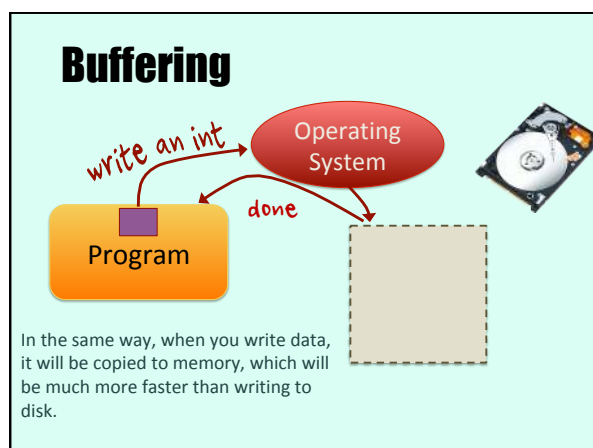 Buffering
write an int
Operating
System
done
Program
In the same way, when you write data,
it will be copied to memory, which will
be much more faster than writing to
disk.